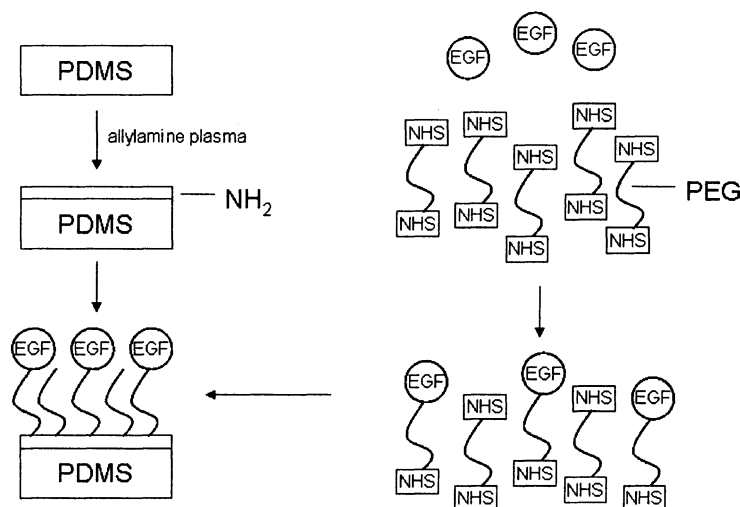 PDMS
allylamine plasma
NH₂
PDMS
EGF EGF EGF
PDMS
EGF EGF EGF
NHS NHS NHS NHS NHS
NHS NHS NHS NHS NHS
PEG
EGF NHS EGF NHS EGF
NHS NHS NHS NHS NHS